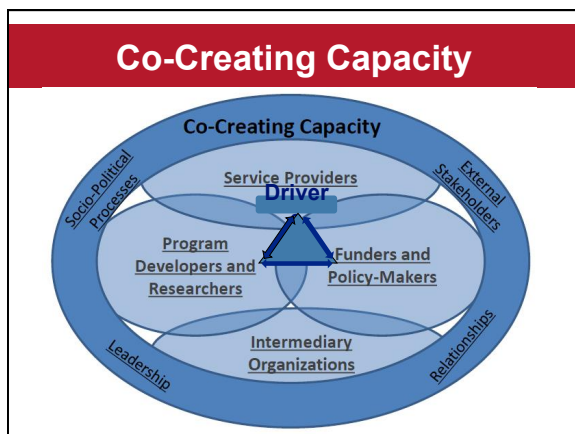 Co-Creating Capacity
Co-Creating Capacity
Socio-Political
Processes
External
Stakeholders
Service Providers
Driver
Program
Developers and
Researchers
Funders and
Policy-Makers
Intermediary
Organizations
Leadership
Relationships